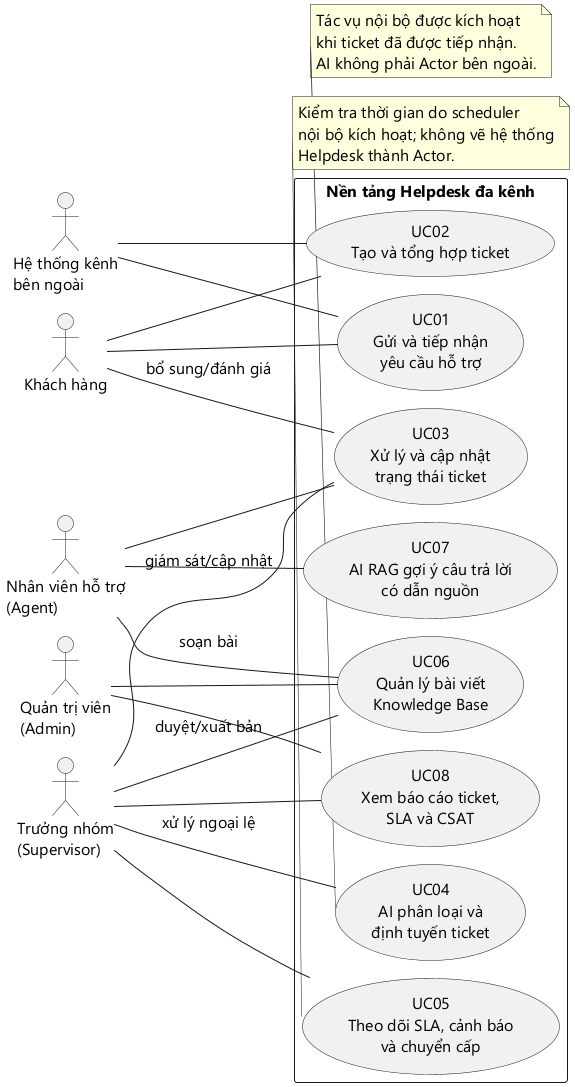 Tác vụ nội bộ được kích hoạt
khi ticket đã được tiếp nhận.
AI không phải Actor bên ngoài.
Kiểm tra thời gian do scheduler
nội bộ kích hoạt; không vẽ hệ thống
Helpdesk thành Actor.
Nền tảng Helpdesk đa kênh
Hệ thống kênh
bên ngoài
UC02
Tạo và tổng hợp ticket
UC01
Gửi và tiếp nhận
yêu cầu hỗ trợ
Khách hàng
bổ sung/đánh giá
UC03
Xử lý và cập nhật
trạng thái ticket
Nhân viên hỗ trợ
(Agent)
giám sát/cập nhật
UC07
AI RAG gợi ý câu trả lời
có dẫn nguồn
soạn bài
UC06
Quản lý bài viết
Knowledge Base
Quản trị viên
(Admin)
duyệt/xuất bản
UC08
Xem báo cáo ticket,
SLA và CSAT
Trưởng nhóm
(Supervisor)
xử lý ngoại lệ
UC04
AI phân loại và
định tuyến ticket
UC05
Theo dõi SLA, cảnh báo
và chuyển cấp